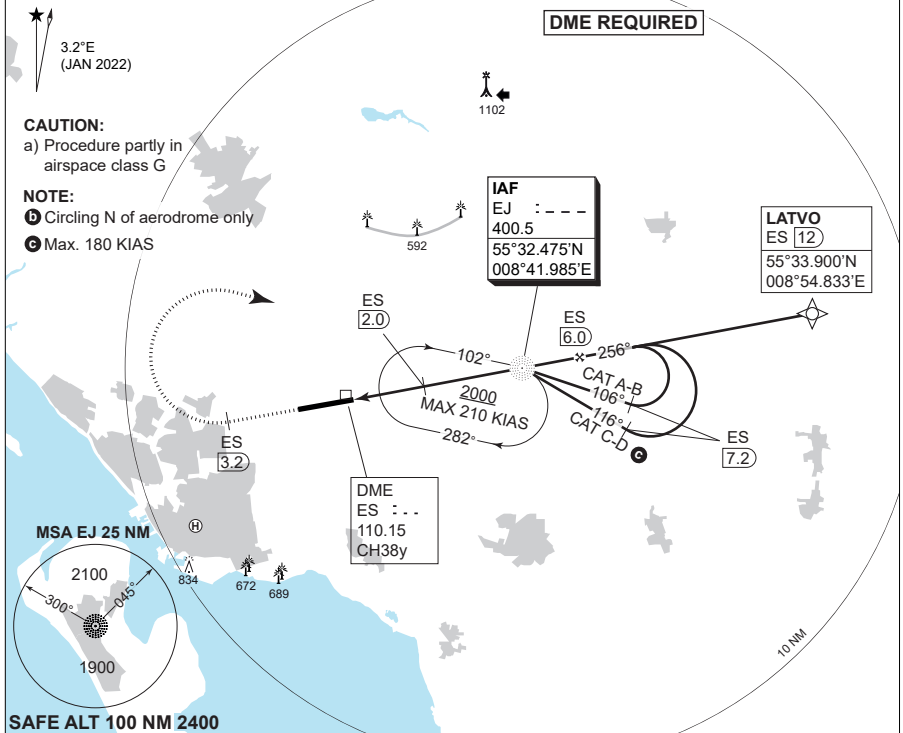 DME REQUIRED
3.2°E
(JAN 2022)
1102
CAUTION:
a) Procedure partly in
airspace class G
NOTE:
b Circling N of aerodrome only
c Max. 180 KIAS
592
IAF
EJ : _ _ _
400.5
55°32.475'N
008°41.985'E
LATVO
ES 12
55°33.900'N
008°54.833'E
ES
2.0
ES
6.0
256°
102°
CAT A-B
106°
2000
MAX 210 KIAS
116°
CAT C-D c
282°
ES
7.2
ES
3.2
DME
ES : - -
110.15
CH38y
H
MSA EJ 25 NM
834
672
689
2100
300°
045°
1900
10 NM
SAFE ALT 100 NM 2400